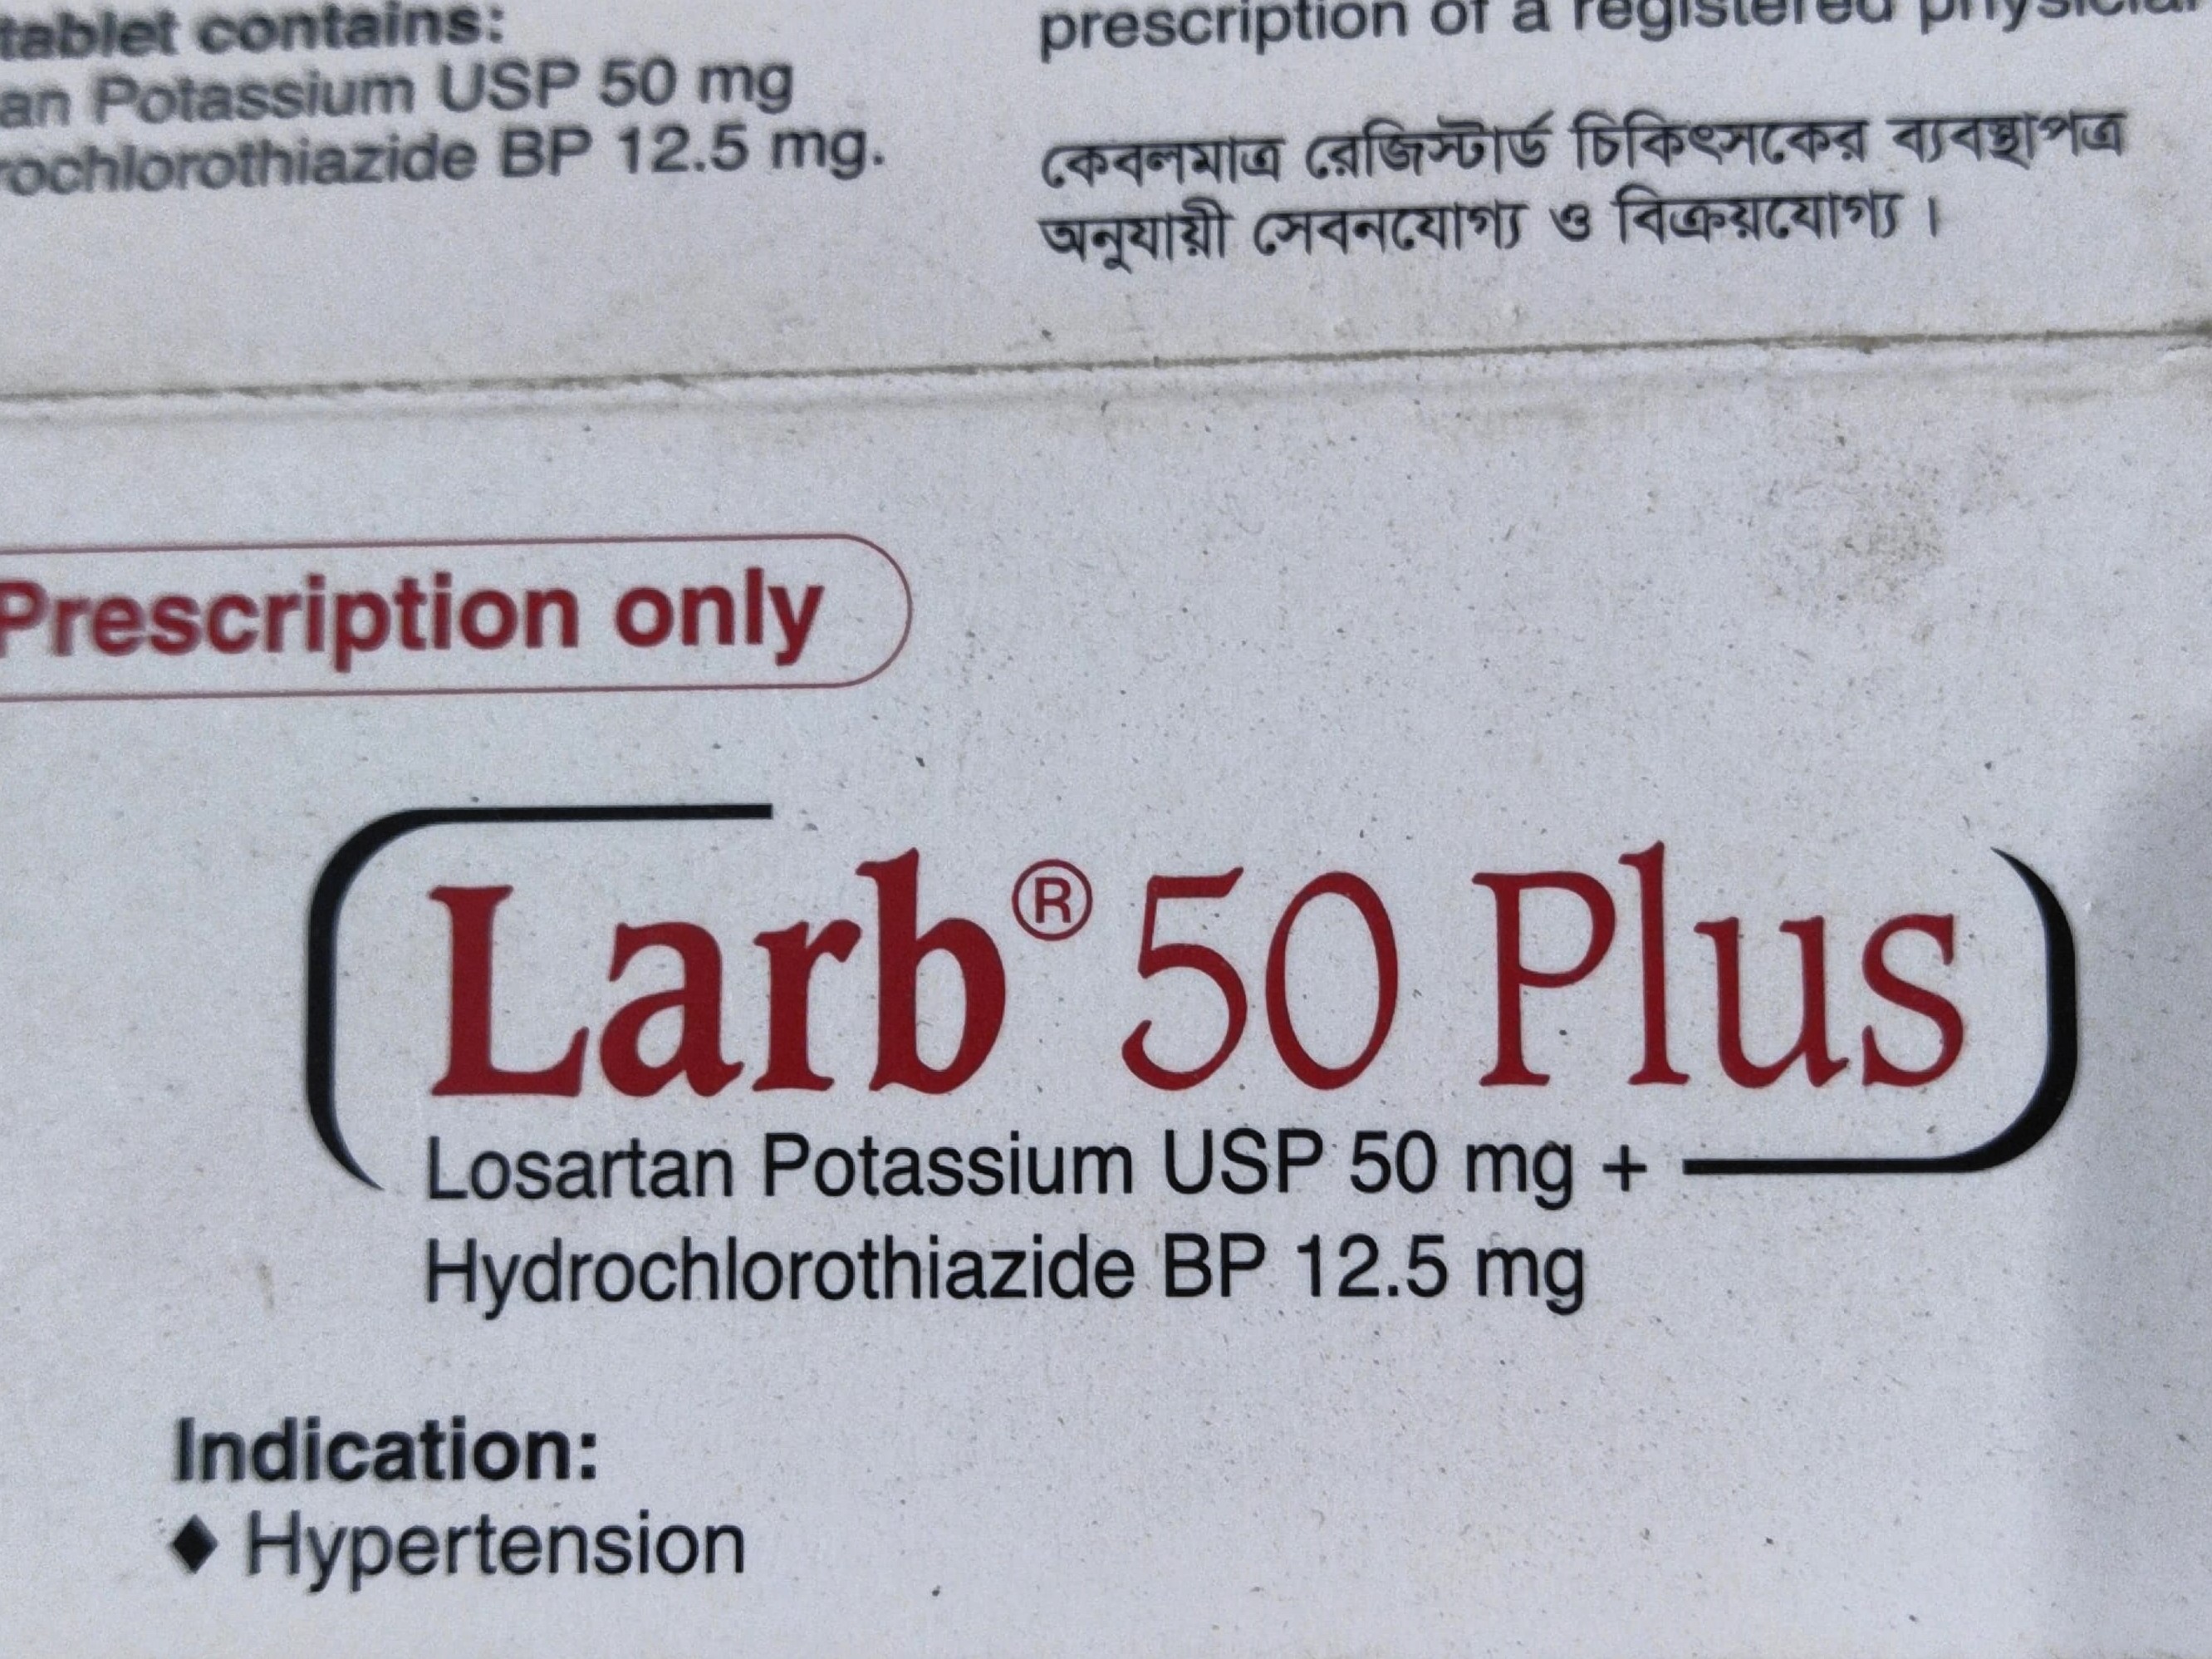 tablet contains:
an Potassium USP 50 mg
rochlorothiazide BP 12.5 mg.
prescription of a registered physician
কেবলমাত্র রেজিস্টার্ড চিকিৎসকের ব্যবস্থাপত্র
অনুযায়ী সেবনযোগ্য ও বিক্রয়যোগ্য ।
Prescription only
Larb® 50 Plus
Losartan Potassium USP 50 mg +
Hydrochlorothiazide BP 12.5 mg
Indication:
♦ Hypertension